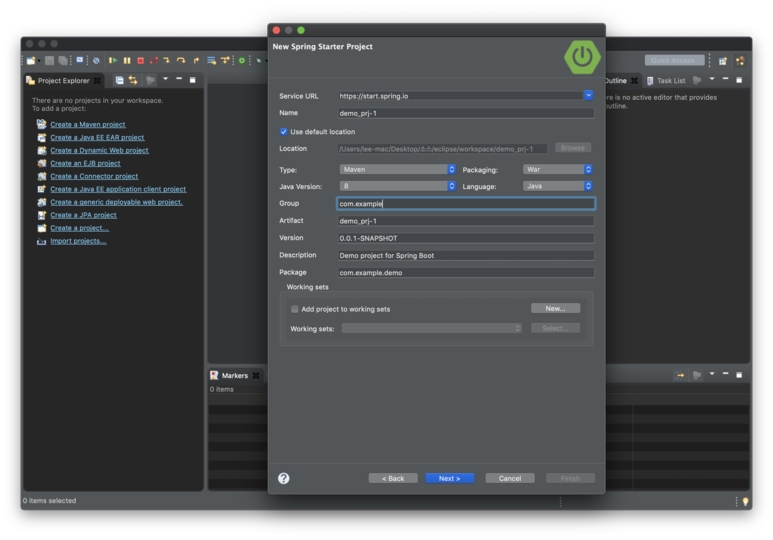 New Spring Starter Project
Quick Access
Project Explorer
Outline
Task List
There are no projects in your workspace.
To add a project:
Create a Maven project
Create a Java EE EAR project
Create a Dynamic Web project
Create an EJB project
Create a Connector project
Create a Java EE application client project
Create a generic deployable web project.
Create a JPA project
Create a project...
Import projects...
Service URL https://start.spring.io
Name demo_prj-1
Use default location
Location /Users/lee-mac/Desktop/ /eclipse/workspace/demo_prj-1 Browse
Type: Maven Packaging: War
Java Version: 8 Language: Java
Group com.example
Artifact demo_prj-1
Version 0.0.1-SNAPSHOT
Description Demo project for Spring Boot
Package com.example.demo
Working sets
Add project to working sets New...
Working sets: Select...
re is no active editor that provides
outline.
Markers
0 items
? < Back Next > Cancel Finish
0 items selected